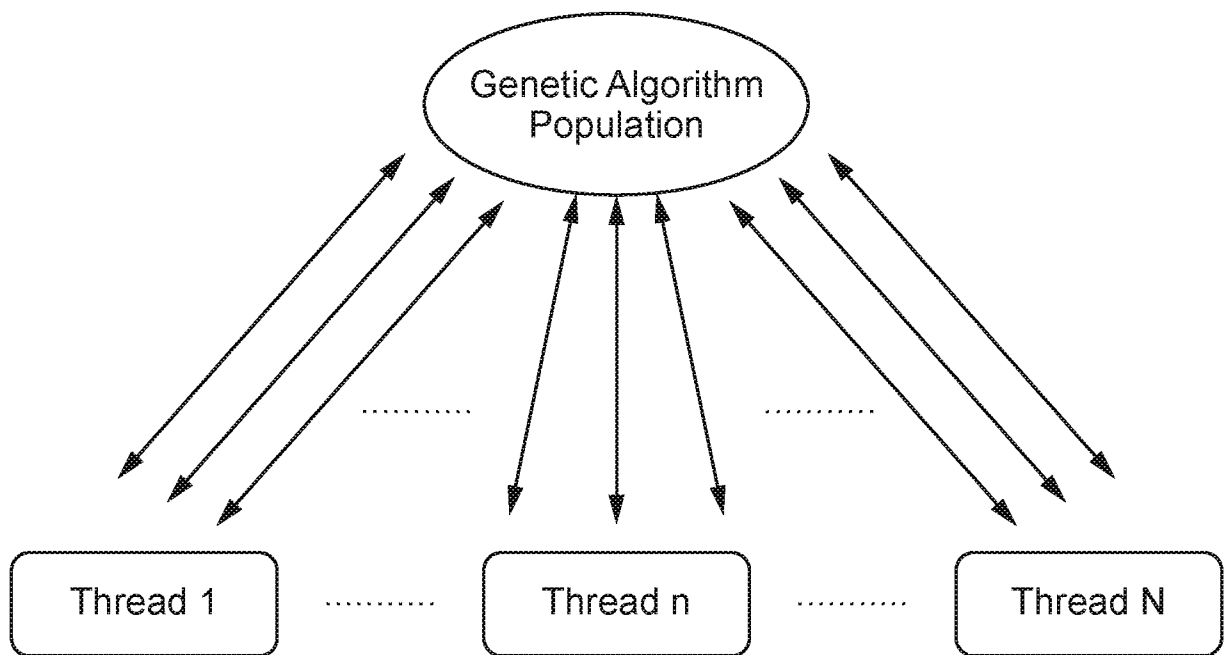 Genetic Algorithm
Population
Thread 1
Thread n
Thread N